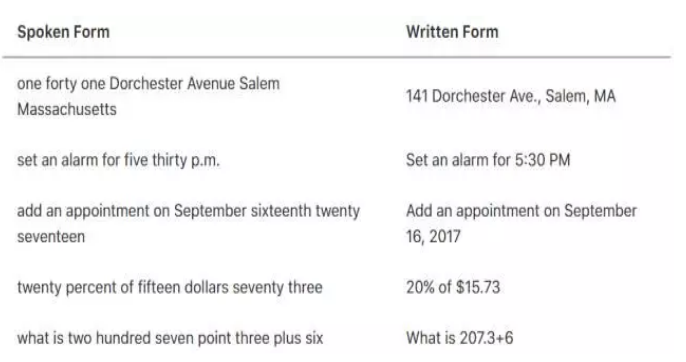 Spoken Form Written Form
one forty one Dorchester Avenue Salem
Massachusetts
141 Dorchester Ave., Salem, MA
set an alarm for five thirty p.m. Set an alarm for 5:30 PM
add an appointment on September sixteenth twenty
seventeen
Add an appointment on September
16, 2017
twenty percent of fifteen dollars seventy three 20% of $15.73
what is two hundred seven point three plus six What is 207.3+6